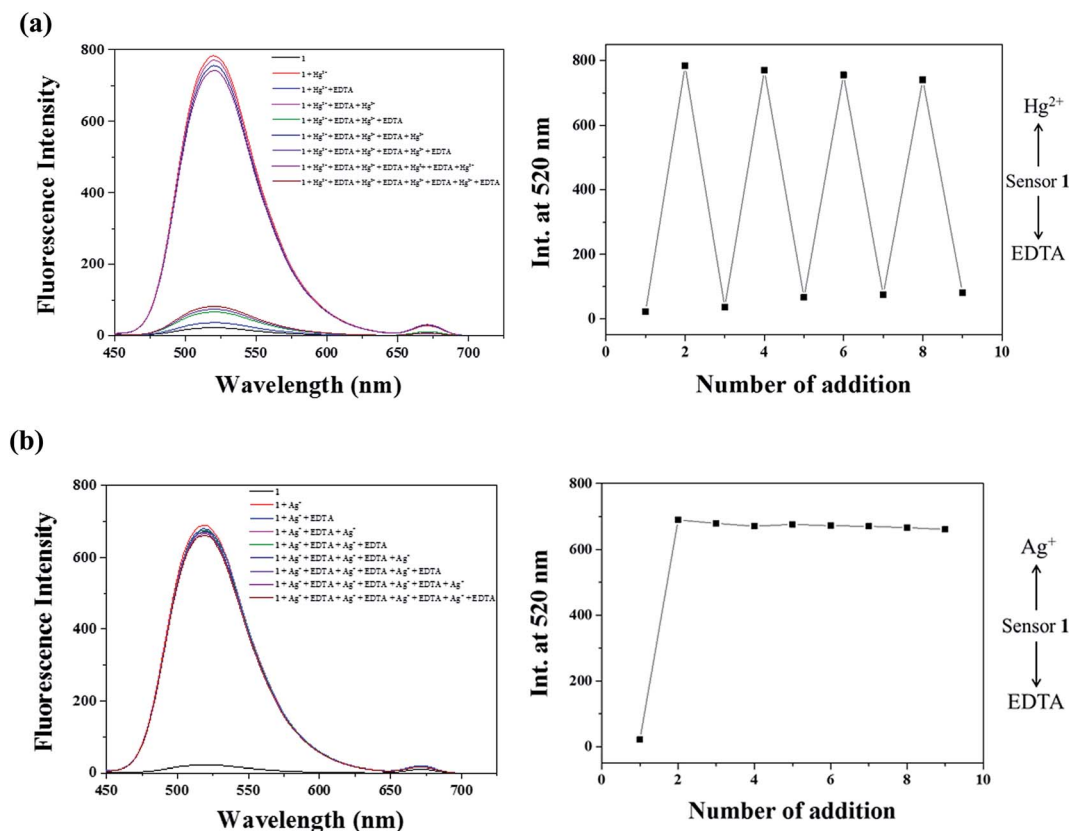 (a)
Fluorescence Intensity
800
600
400
200
0
450 500 550 600 650 700
Wavelength (nm)
1
1 + Hg²⁺
1 + Hg²⁺ + EDTA
1 + Hg²⁺ + EDTA + Hg²⁺
1 + Hg²⁺ + EDTA + Hg²⁺ + EDTA
1 + Hg²⁺ + EDTA + Hg²⁺ + EDTA + Hg²⁺
1 + Hg²⁺ + EDTA + Hg²⁺ + EDTA + Hg²⁺ + EDTA
1 + Hg²⁺ + EDTA + Hg²⁺ + EDTA + Hg²⁺ + EDTA + Hg²⁺
1 + Hg²⁺ + EDTA + Hg²⁺ + EDTA + Hg²⁺ + EDTA + Hg²⁺ + EDTA
Int. at 520 nm
800
600
400
200
0
0 2 4 6 8 10
Number of addition
Hg²⁺
Sensor 1
EDTA
(b)
Fluorescence Intensity
800
600
400
200
0
450 500 550 600 650 700
Wavelength (nm)
1
1 + Ag⁺
1 + Ag⁺ + EDTA
1 + Ag⁺ + EDTA + Ag⁺
1 + Ag⁺ + EDTA + Ag⁺ + EDTA
1 + Ag⁺ + EDTA + Ag⁺ + EDTA + Ag⁺
1 + Ag⁺ + EDTA + Ag⁺ + EDTA + Ag⁺ + EDTA
1 + Ag⁺ + EDTA + Ag⁺ + EDTA + Ag⁺ + EDTA + Ag⁺
1 + Ag⁺ + EDTA + Ag⁺ + EDTA + Ag⁺ + EDTA + Ag⁺ + EDTA
Int. at 520 nm
800
600
400
200
0
0 2 4 6 8 10
Number of addition
Ag⁺
Sensor 1
EDTA